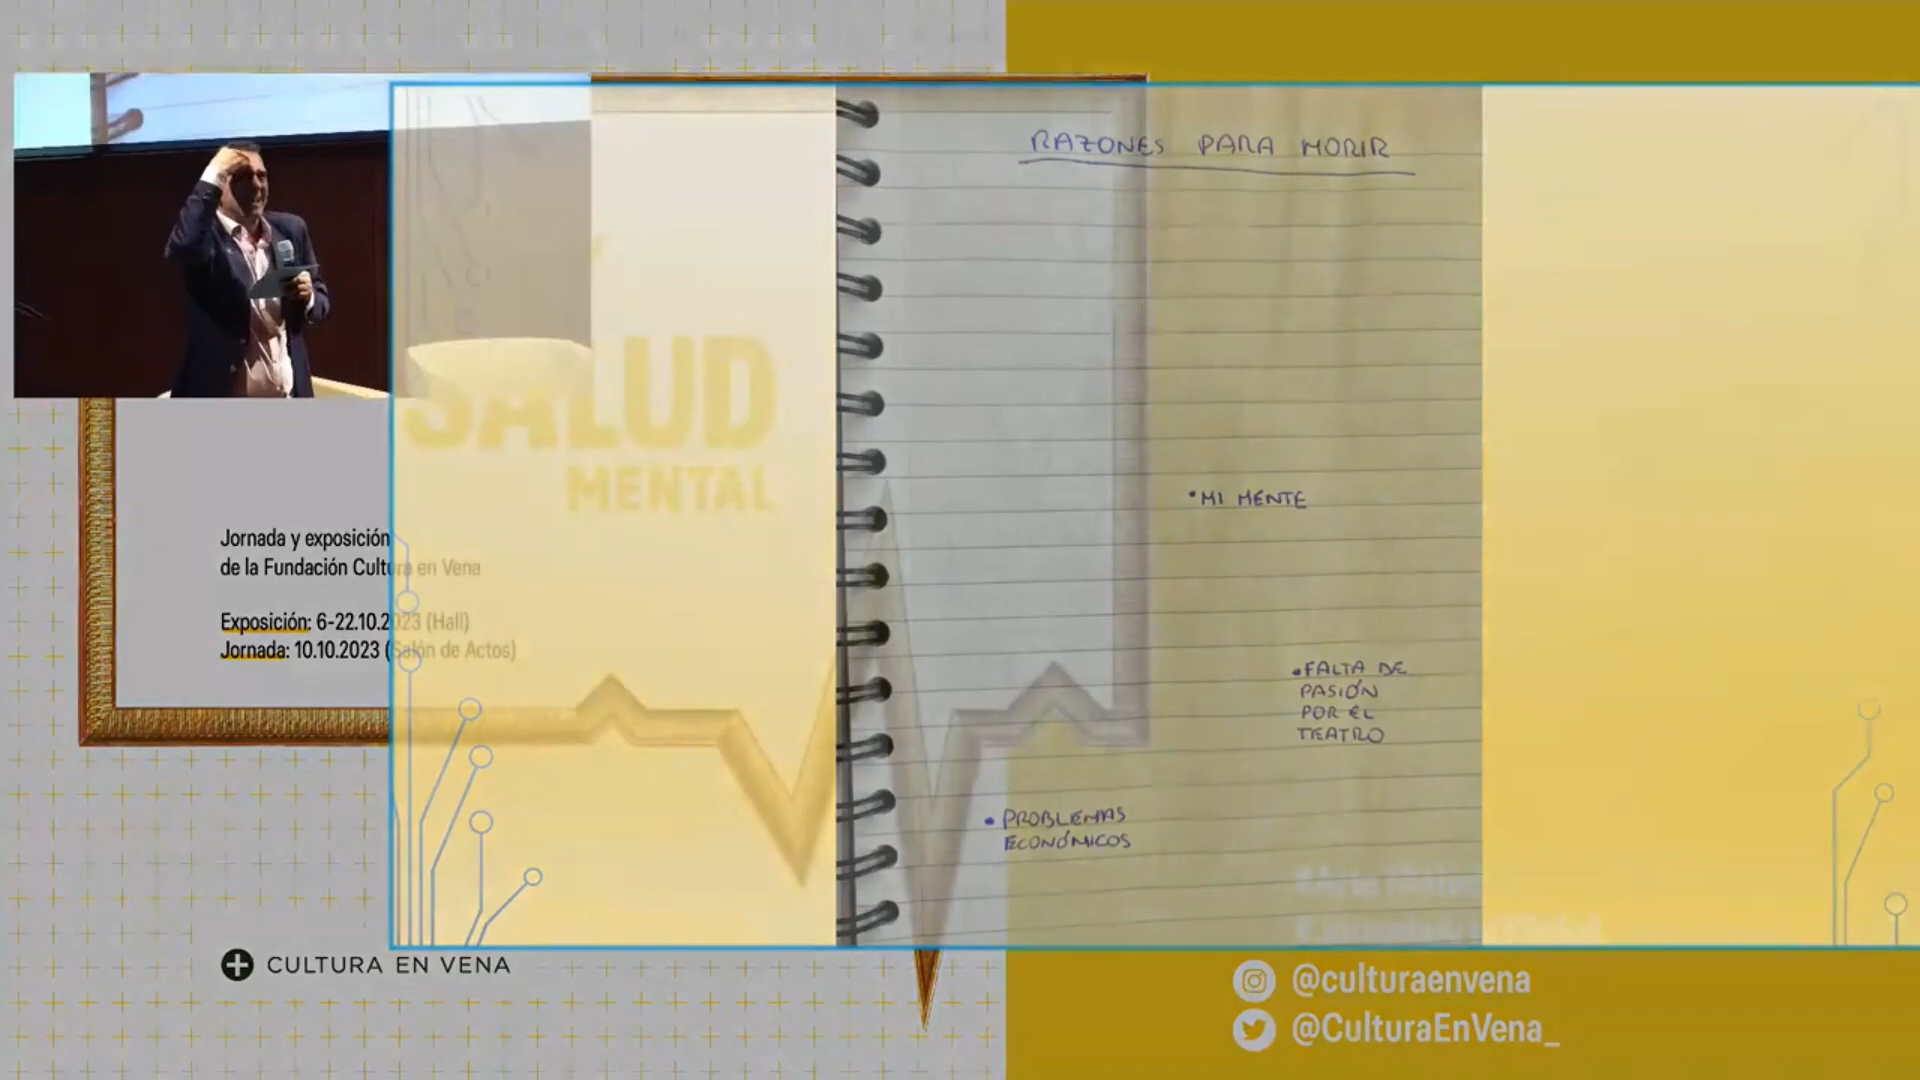 RAZONES PARA MORIR
• MI MENTE
• FALTA DE
PASIÓN
POR EL
TEATRO
• PROBLEMAS
ECONÓMICOS
SALUD
MENTAL
Jornada y exposición
de la Fundación Cultura en Vena
Exposición: 6-22.10.2023 (Hall)
Jornada: 10.10.2023 (Salón de Actos)
CULTURA EN VENA
@culturaenvena
@CulturaEnVena_